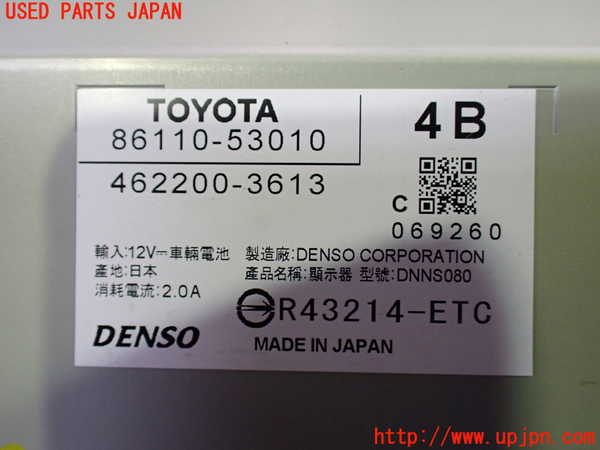 USED PARTS JAPAN
TOYOTA
86110-53010
4B
462200-3613
C
069260
輸入:12V⎓車輛電池 製造廠:DENSO CORPORATION
產地:日本 產品名稱:顯示器 型號:DNNS080
消耗電流:2.0A
R43214-ETC
DENSO
MADE IN JAPAN
http://www.upjpn.com